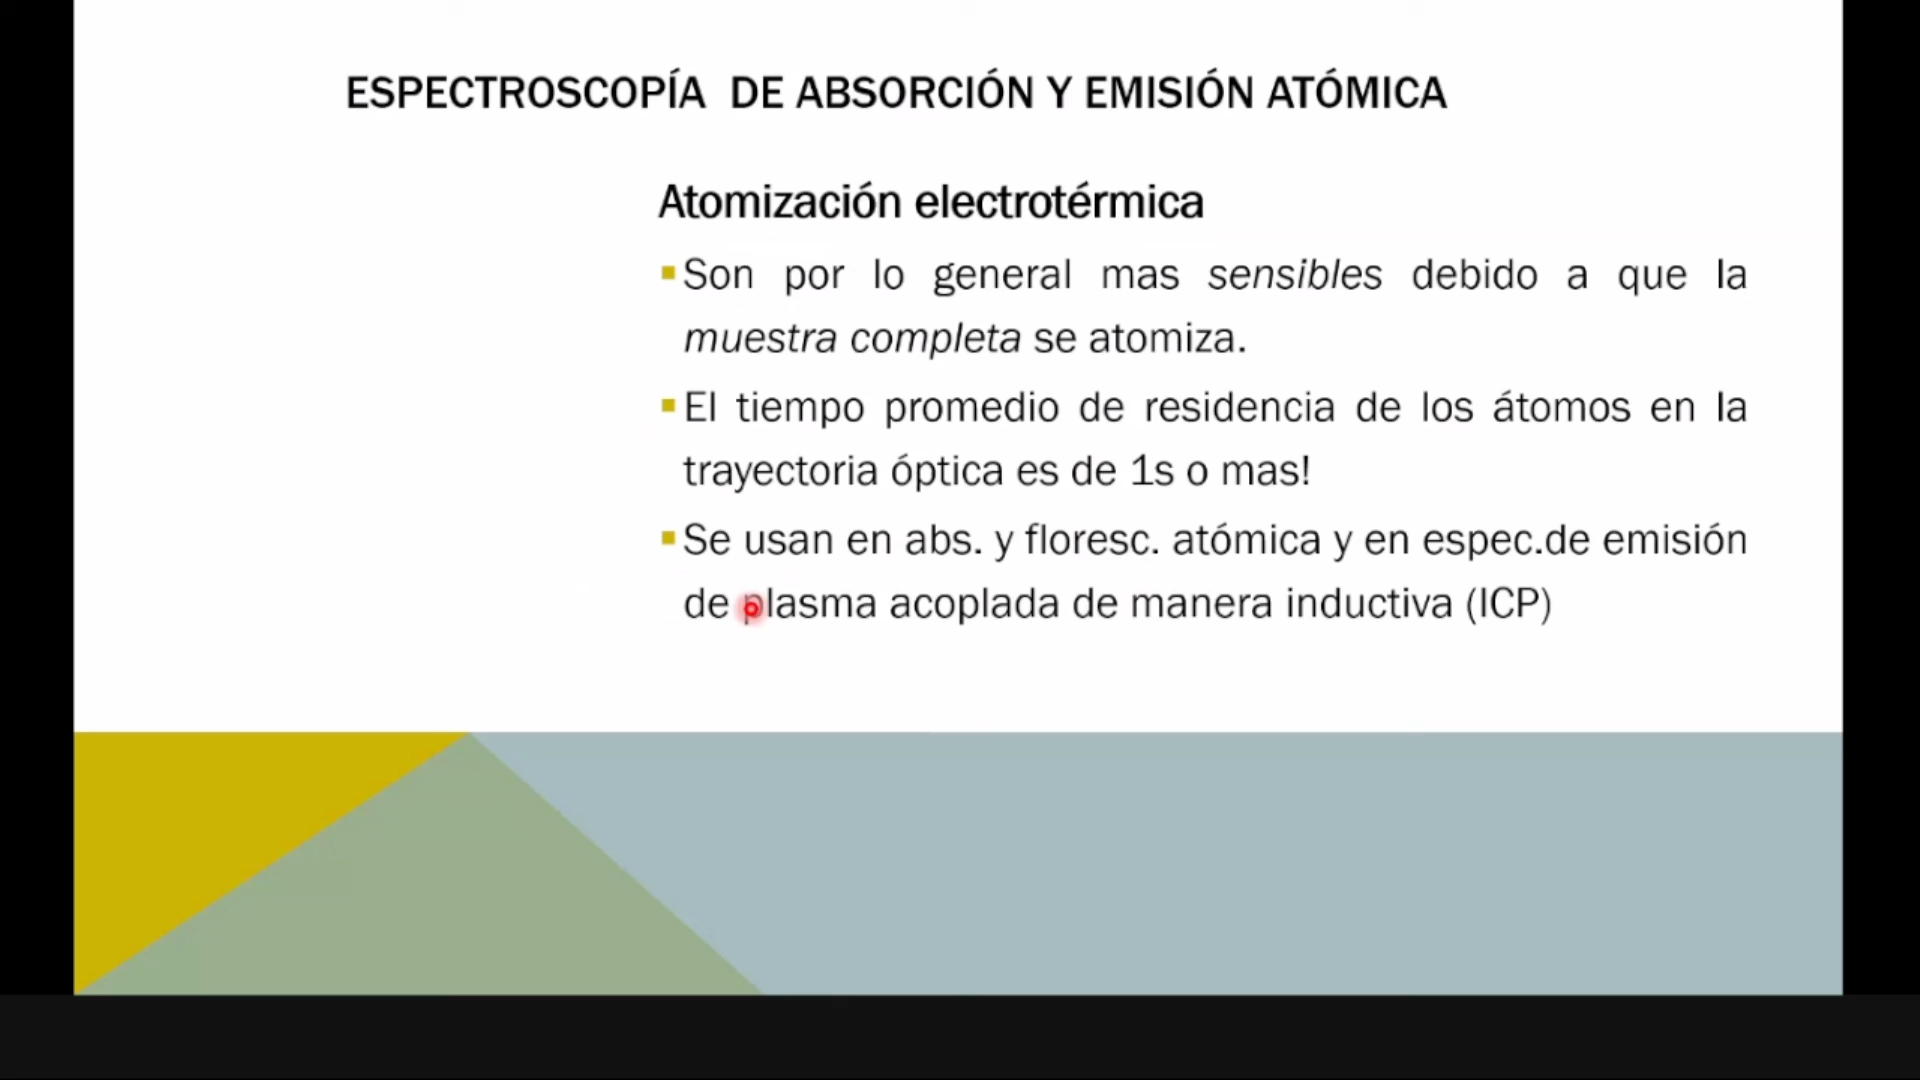 ESPECTROSCOPÍA DE ABSORCIÓN Y EMISIÓN ATÓMICA
Atomización electrotérmica
Son por lo general mas sensibles debido a que la
muestra completa se atomiza.
El tiempo promedio de residencia de los átomos en la
trayectoria óptica es de 1s o mas!
Se usan en abs. y floresc. atómica y en espec.de emisión
de plasma acoplada de manera inductiva (ICP)